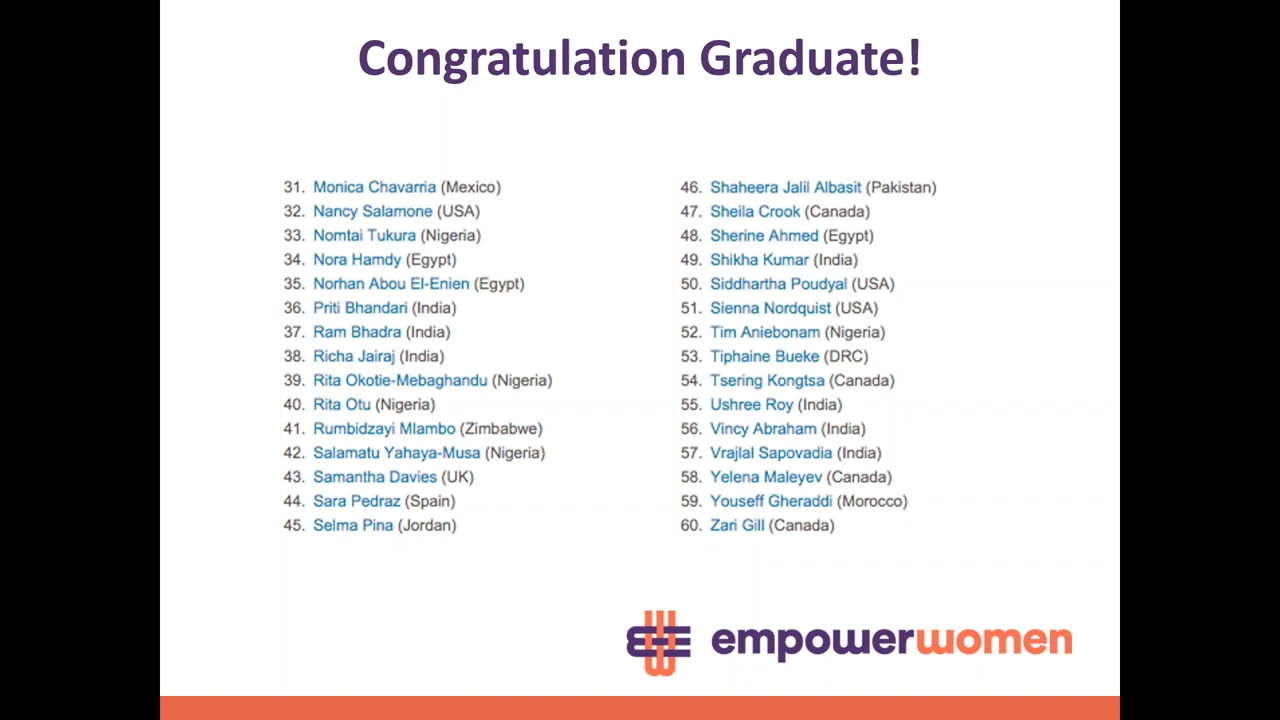 Congratulation Graduate!
31. Monica Chavarria (Mexico)
32. Nancy Salamone (USA)
33. Nomtai Tukura (Nigeria)
34. Nora Hamdy (Egypt)
35. Norhan Abou El-Enien (Egypt)
36. Priti Bhandari (India)
37. Ram Bhadra (India)
38. Richa Jairaj (India)
39. Rita Okotie-Mebaghandu (Nigeria)
40. Rita Otu (Nigeria)
41. Rumbidzayi Mlambo (Zimbabwe)
42. Salamatu Yahaya-Musa (Nigeria)
43. Samantha Davies (UK)
44. Sara Pedraz (Spain)
45. Selma Pina (Jordan)
46. Shaheera Jalil Albasit (Pakistan)
47. Sheila Crook (Canada)
48. Sherine Ahmed (Egypt)
49. Shikha Kumar (India)
50. Siddhartha Poudyal (USA)
51. Sienna Nordquist (USA)
52. Tim Aniebonam (Nigeria)
53. Tiphaine Bueke (DRC)
54. Tsering Kongtsa (Canada)
55. Ushree Roy (India)
56. Vincy Abraham (India)
57. Vrajlal Sapovadia (India)
58. Yelena Maleyev (Canada)
59. Youseff Gheraddi (Morocco)
60. Zari Gill (Canada)
empowerwomen